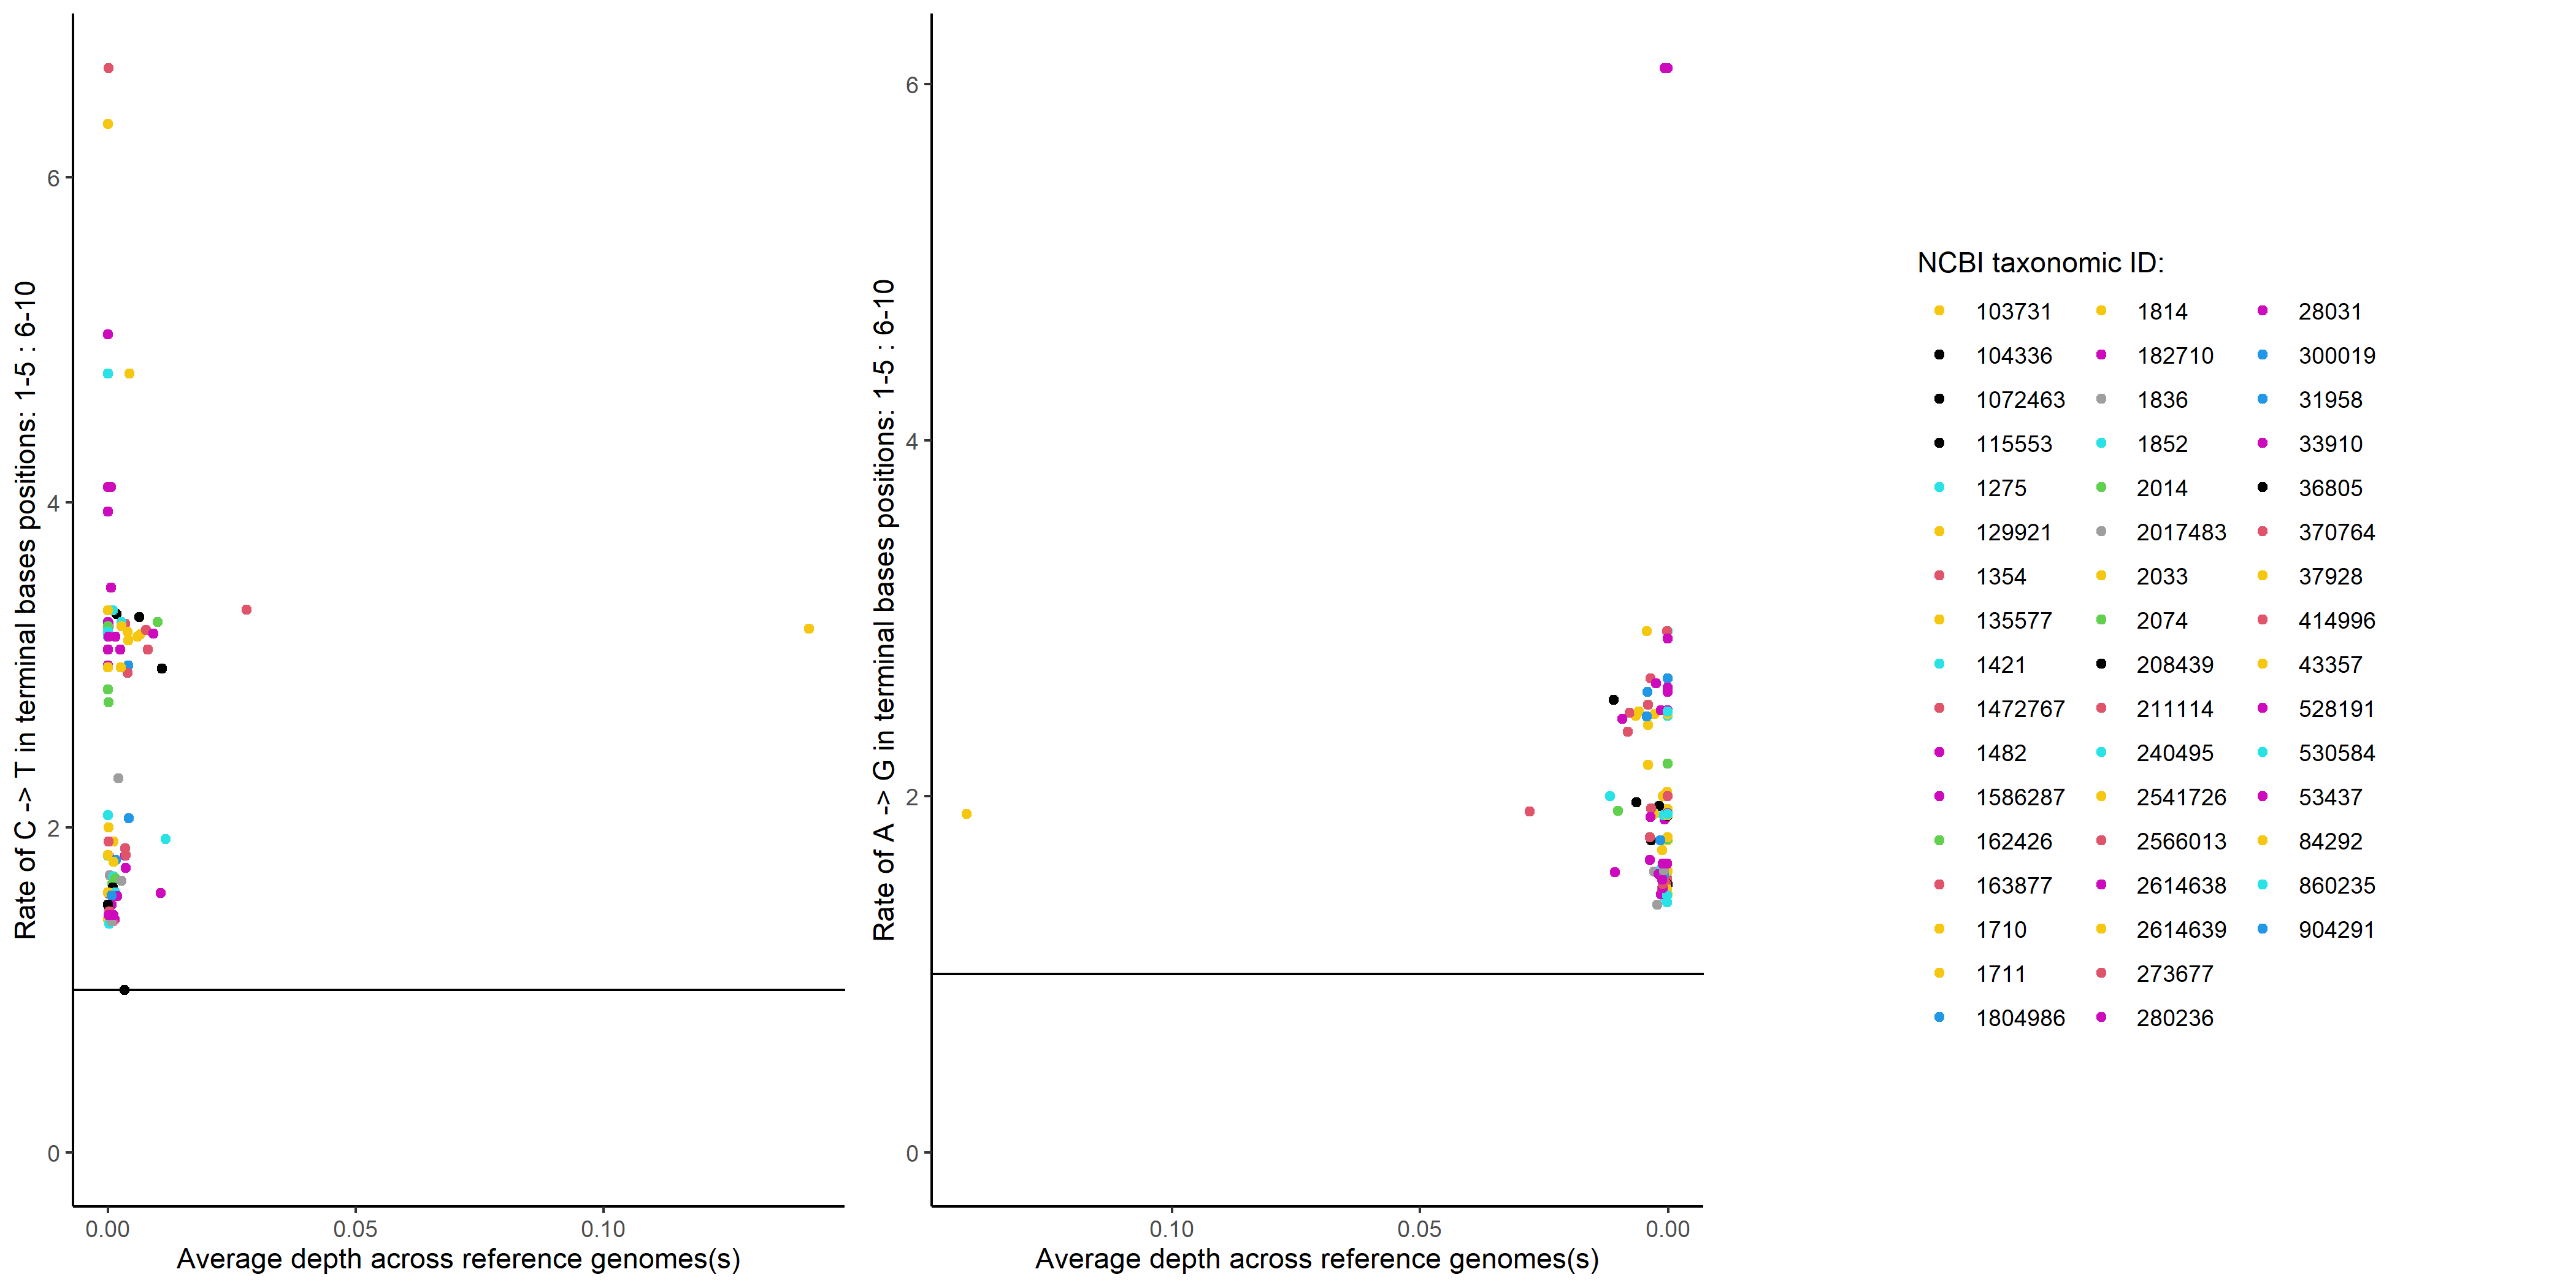 Rate of C -> T in terminal bases positions: 1-5 : 6-10
6
4
2
0
0.00 0.05 0.10
Average depth across reference genomes(s)
Rate of A -> G in terminal bases positions: 1-5 : 6-10
6
4
2
0
0.10 0.05 0.00
Average depth across reference genomes(s)
NCBI taxonomic ID:
103731 1814 28031
104336 182710 300019
1072463 1836 31958
115553 1852 33910
1275 2014 36805
129921 2017483 370764
1354 2033 37928
135577 2074 414996
1421 208439 43357
1472767 211114 528191
1482 240495 530584
1586287 2541726 53437
162426 2566013 84292
163877 2614638 860235
1710 2614639 904291
1711 273677
1804986 280236